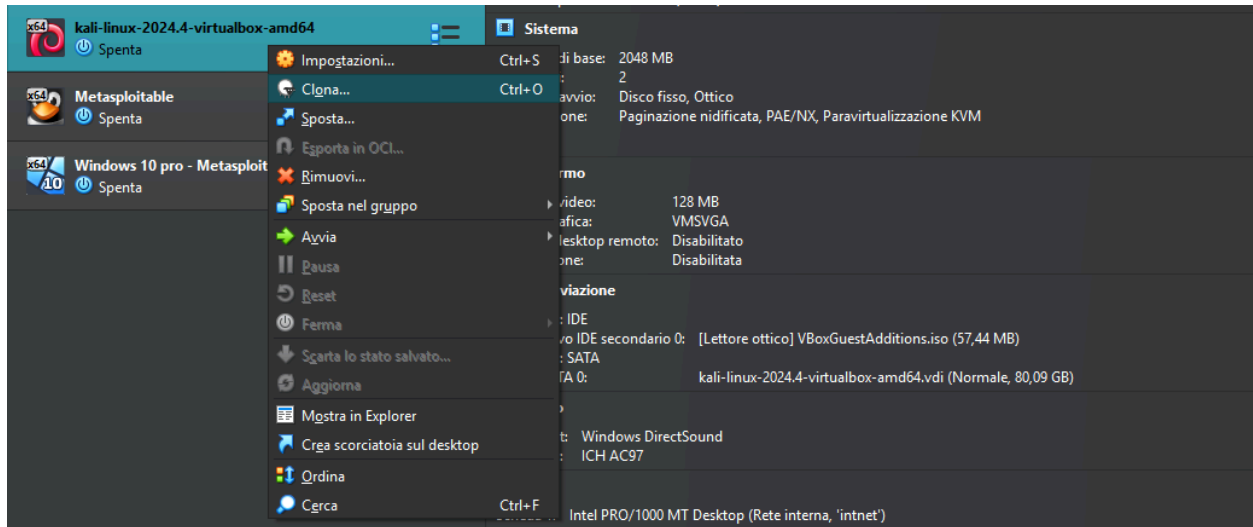 kali-linux-2024.4-virtualbox-amd64
Spenta
Metasploitable
Spenta
Windows 10 pro - Metasploit
Spenta
Impostazioni... Ctrl+S
Clona... Ctrl+O
Sposta...
Esporta in OCI...
Rimuovi...
Sposta nel gruppo
Avvia
Pausa
Reset
Ferma
Scarta lo stato salvato...
Aggiorna
Mostra in Explorer
Crea scorciatoia sul desktop
Ordina
Cerca Ctrl+F
Sistema
di base: 2048 MB
: 2
avvio: Disco fisso, Ottico
one: Paginazione nidificata, PAE/NX, Paravirtualizzazione KVM
rmo
video: 128 MB
afica: VMSVGA
desktop remoto: Disabilitato
one: Disabilitata
viazione
: IDE
vo IDE secondario 0: [Lettore ottico] VBoxGuestAdditions.iso (57,44 MB)
: SATA
TA 0: kali-linux-2024.4-virtualbox-amd64.vdi (Normale, 80,09 GB)
t: Windows DirectSound
: ICH AC97
Intel PRO/1000 MT Desktop (Rete interna, 'intnet')